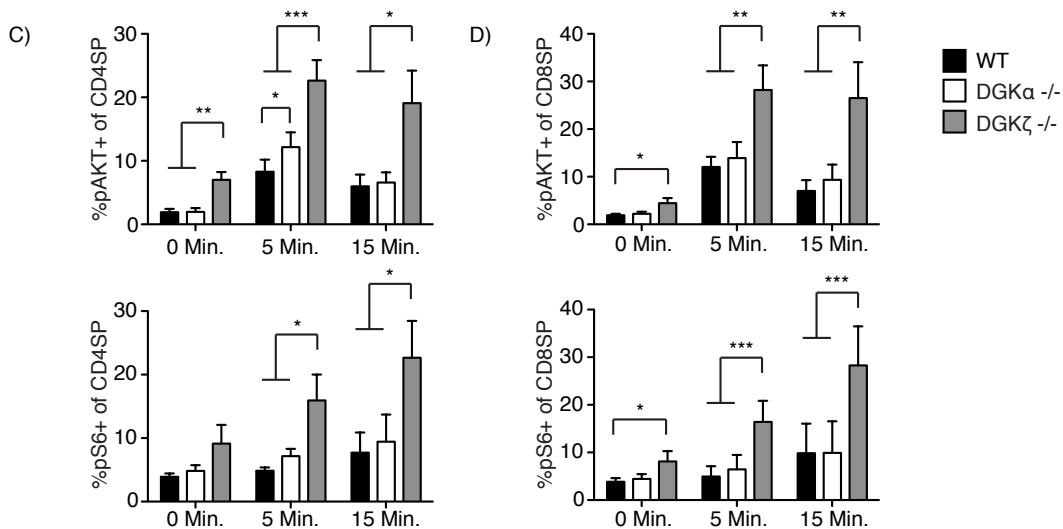 C)
%pAKT+ of CD4SP
30
20
10
0
**
*
***
*
0 Min. 5 Min. 15 Min.
D)
%pAKT+ of CD8SP
40
30
20
10
0
*
**
**
0 Min. 5 Min. 15 Min.
WT
DGKα -/-
DGKζ -/-
%pS6+ of CD4SP
30
20
10
0
*
*
0 Min. 5 Min. 15 Min.
%pS6+ of CD8SP
40
30
20
10
0
*
***
***
0 Min. 5 Min. 15 Min.